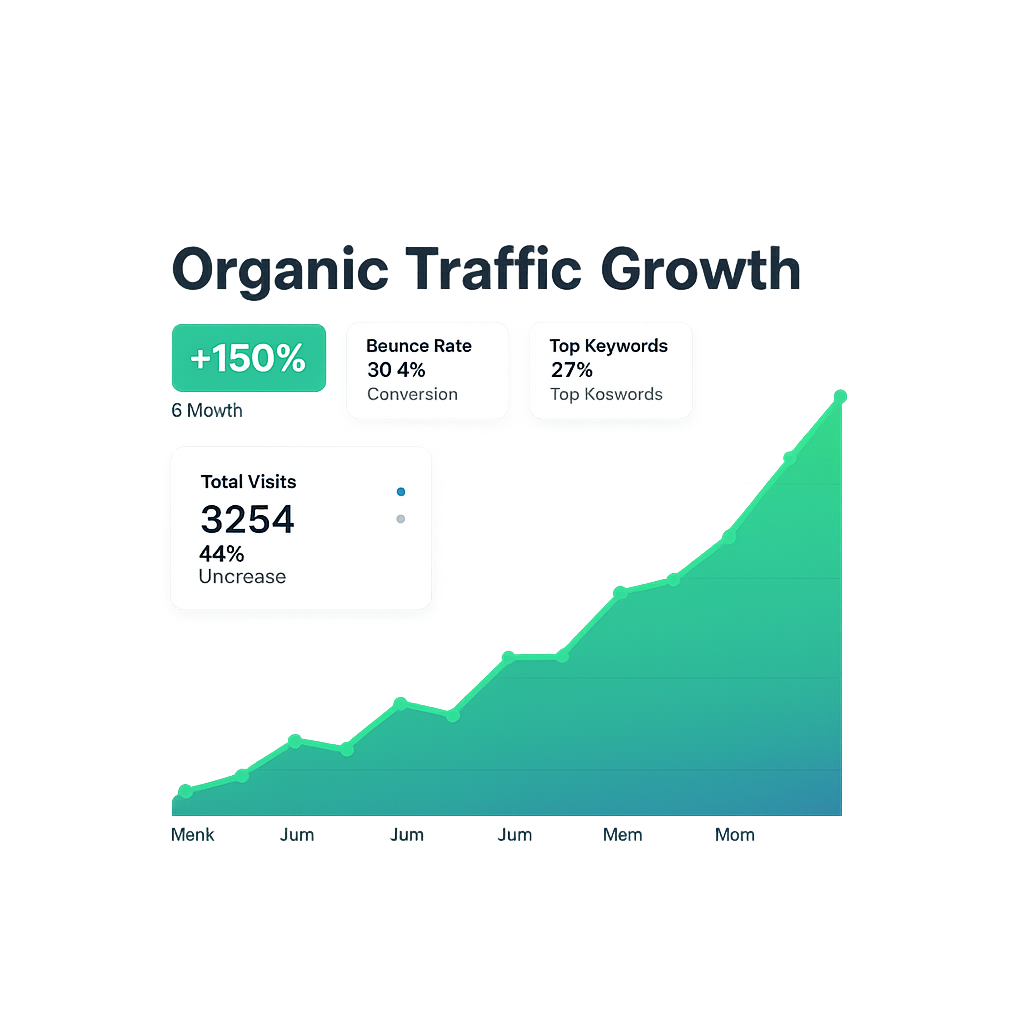 Organic Traffic Growth
+150%
6 Mowth
Beunce Rate
30 4%
Conversion
Top Keywords
27%
Top Koswords
Total Visits
3254
44%
Uncrease
Menk Jum Jum Jum Mem Mom